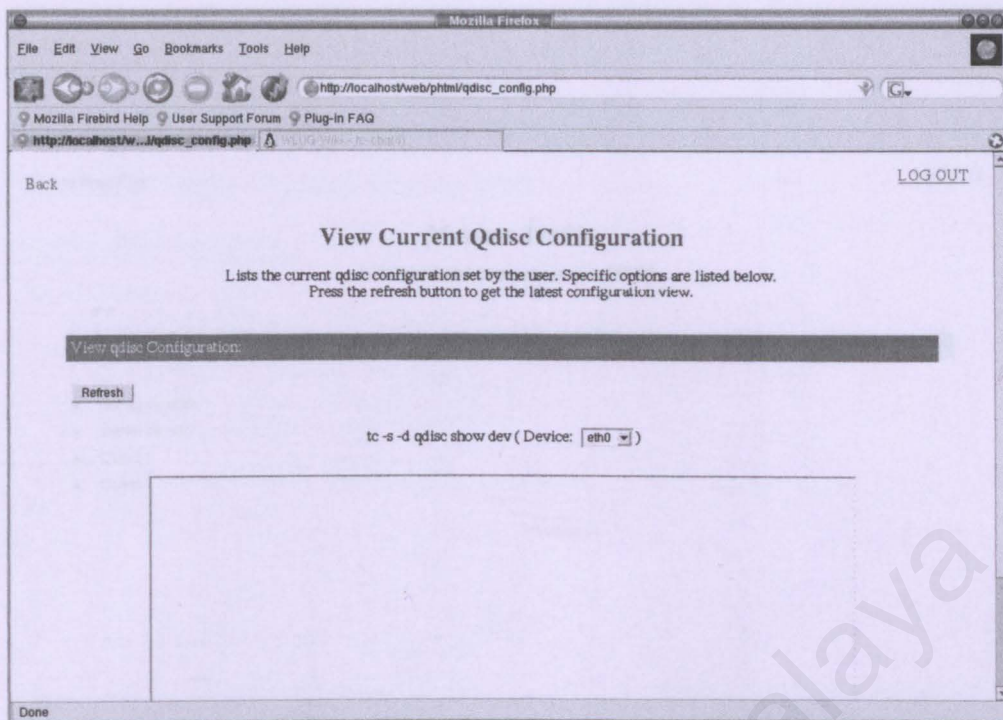 Mozilla Firefox
File Edit View Go Bookmarks Tools Help
http://localhost/web/phtml/qdisc_config.php
G
Mozilla Firebird Help User Support Forum Plug-in FAQ
http://localhost/w...l/qdisc_config.php
Back
LOG OUT
View Current Qdisc Configuration
Lists the current qdisc configuration set by the user. Specific options are listed below.
Press the refresh button to get the latest configuration view.
View qdisc Configuration:
Refresh
tc -s -d qdisc show dev ( Device: eth0 )
Done
alaya